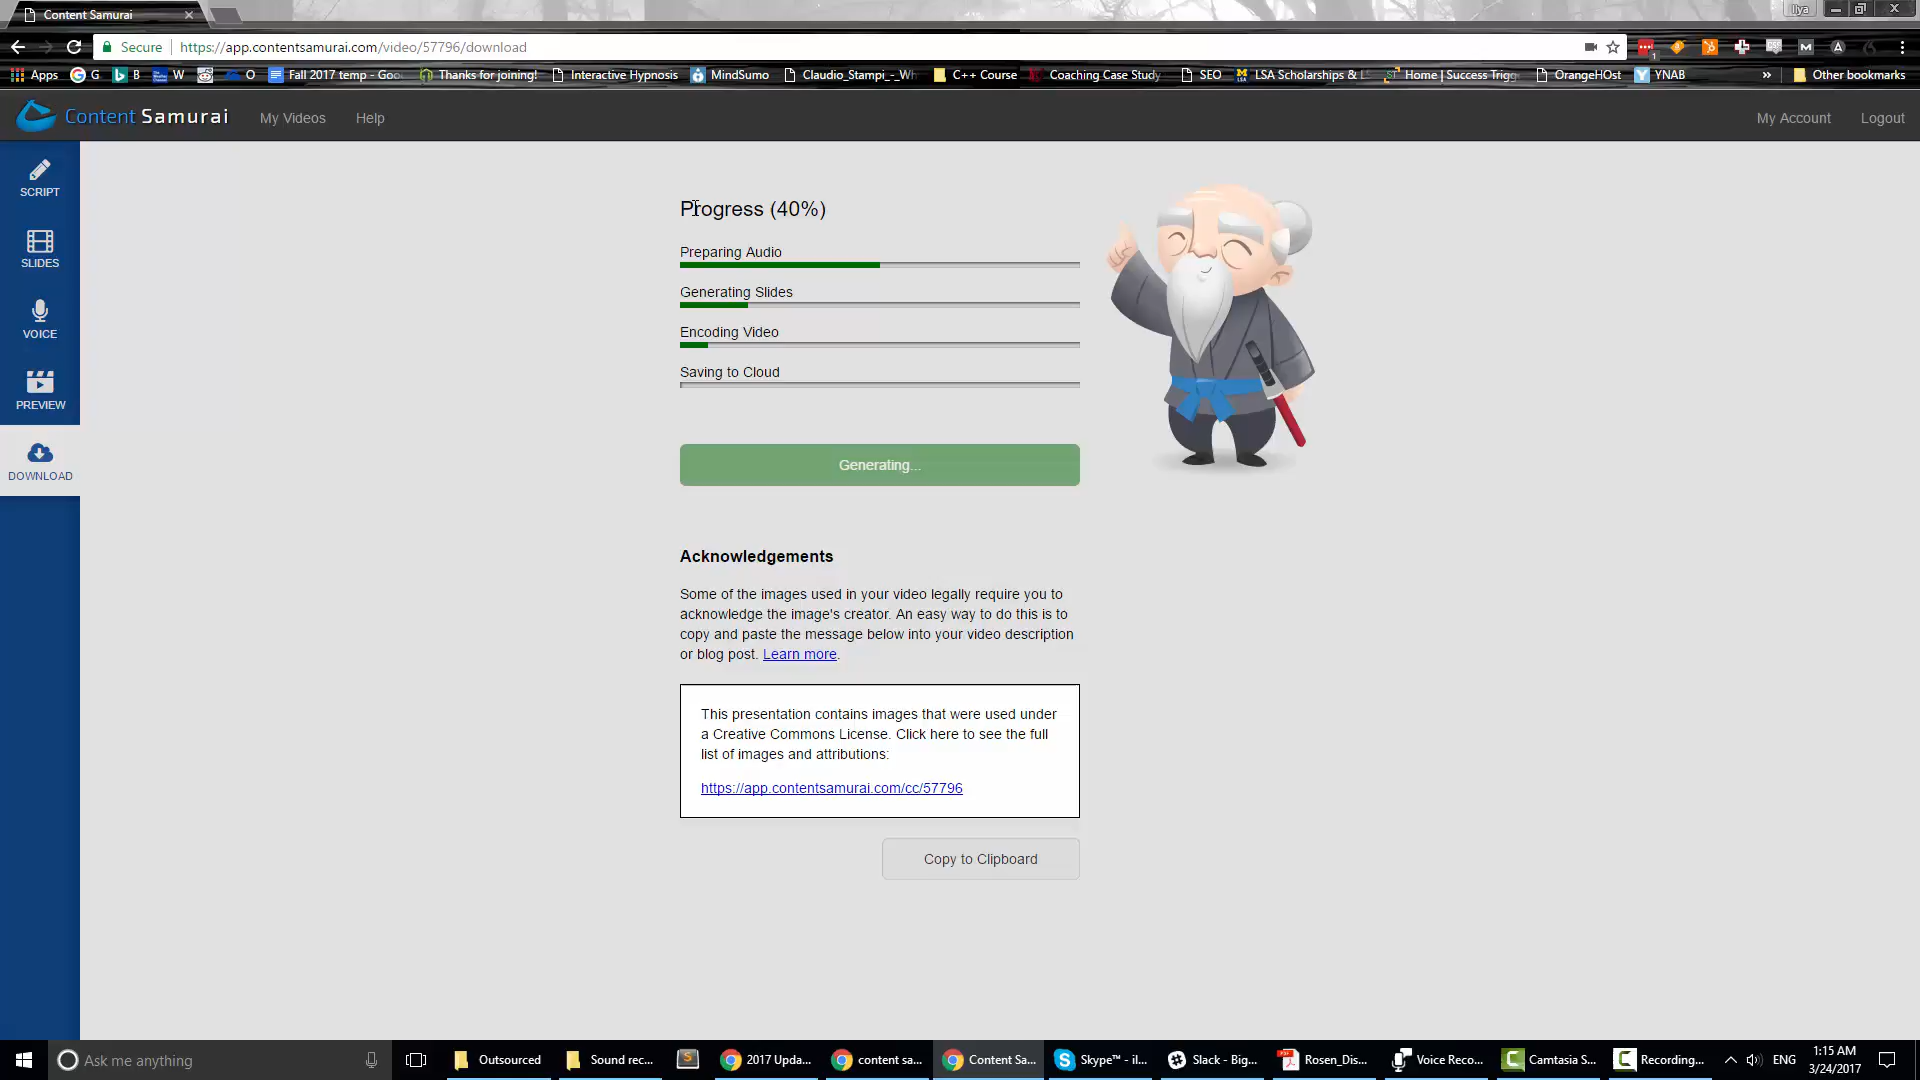 Content Samurai
Ilya
Secure
https://app.contentsamurai.com/video/57796/download
Apps G B W O Fall 2017 temp - Goo Thanks for joining! Interactive Hypnosis MindSumo Claudio_Stampi_-_Wh C++ Course Coaching Case Study SEO LSA Scholarships & L Home | Success Trigg OrangeHOst YNAB » Other bookmarks
Content Samurai My Videos Help My Account Logout
SCRIPT
SLIDES
VOICE
PREVIEW
DOWNLOAD
Progress (40%)
Preparing Audio
Generating Slides
Encoding Video
Saving to Cloud
Generating...
Acknowledgements
Some of the images used in your video legally require you to
acknowledge the image's creator. An easy way to do this is to
copy and paste the message below into your video description
or blog post. Learn more.
This presentation contains images that were used under
a Creative Commons License. Click here to see the full
list of images and attributions:
https://app.contentsamurai.com/cc/57796
Copy to Clipboard
Ask me anything
Outsourced Sound rec... 2017 Upda... content sa... Content Sa... Skype™ - il... Slack - Big... Rosen_Dis... Voice Reco... Camtasia S... Recording... ENG
1:15 AM
3/24/2017